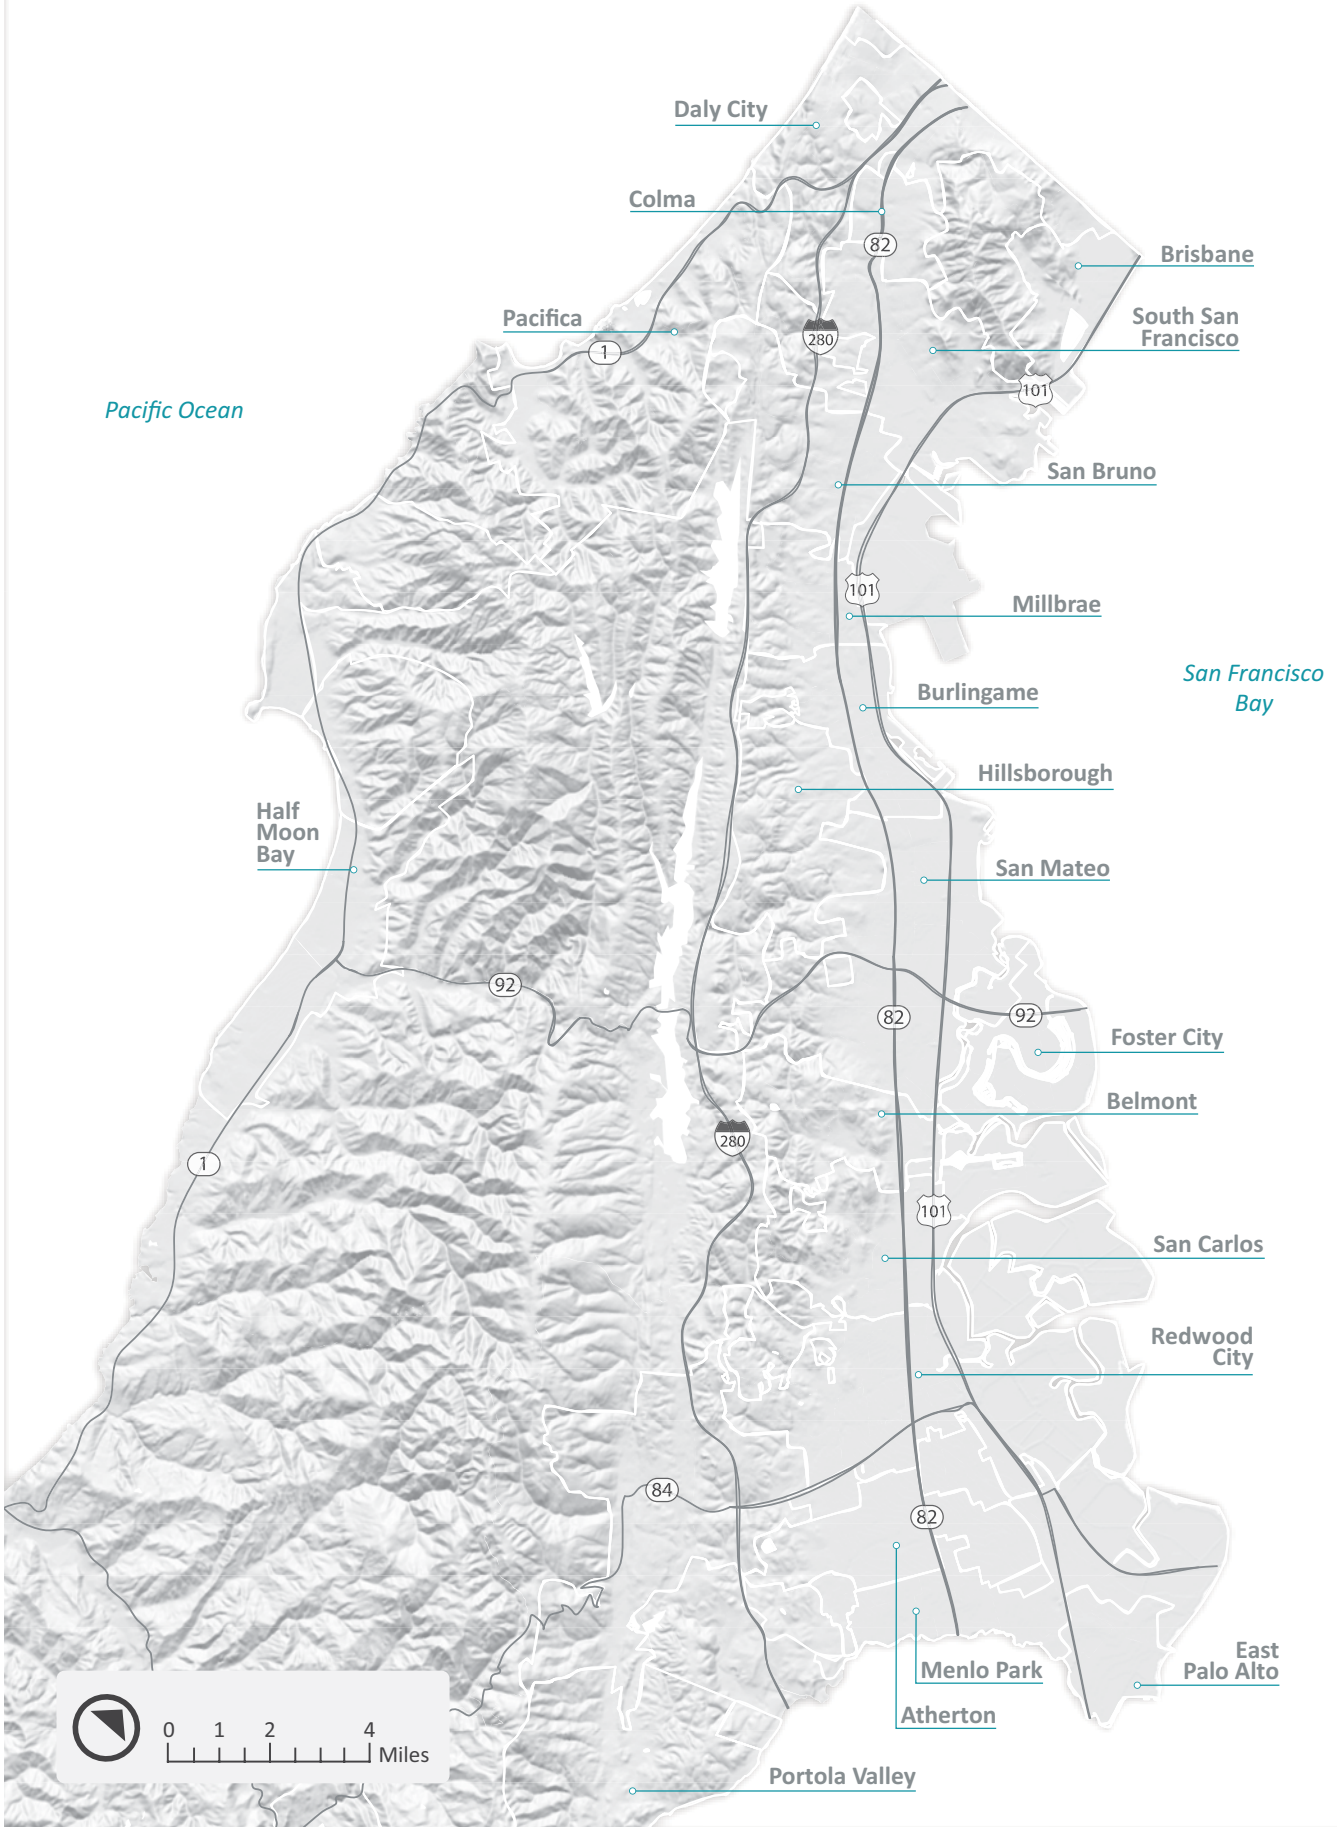 Daly City
Colma
82
Brisbane
Pacifica
South San
Francisco
1
280
101
Pacific Ocean
San Bruno
101
Millbrae
San Francisco
Bay
Burlingame
Hillsborough
Half
Moon
Bay
San Mateo
92
82
92
Foster City
Belmont
280
1
101
San Carlos
Redwood
City
84
82
East
Palo Alto
Menlo Park
Atherton
0 1 2 4
Miles
Portola Valley